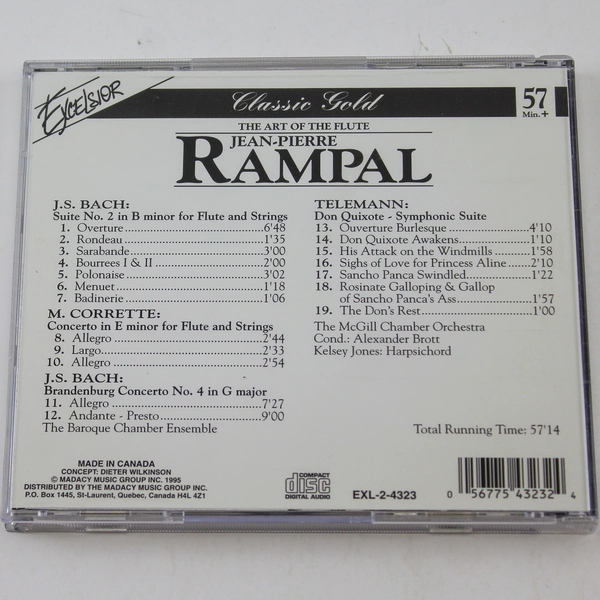 EXCELSIOR
Classic Gold
57
Min.+
THE ART OF THE FLUTE
JEAN-PIERRE
RAMPAL
J.S. BACH:
Suite No. 2 in B minor for Flute and Strings
1. Overture 6'48
2. Rondeau 1'35
3. Sarabande 3'00
4. Bourrees I & II 2'00
5. Polonaise 3'02
6. Menuet 1'18
7. Badinerie 1'06
M. CORRETTE:
Concerto in E minor for Flute and Strings
8. Allegro 2'44
9. Largo 2'33
10. Allegro 2'54
J.S. BACH:
Brandenburg Concerto No. 4 in G major
11. Allegro 7'27
12. Andante - Presto 9'00
The Baroque Chamber Ensemble
TELEMANN:
Don Quixote - Symphonic Suite
13. Ouverture Burlesque 4'10
14. Don Quixote Awakens 1'10
15. His Attack on the Windmills 1'58
16. Sighs of Love for Princess Aline 2'10
17. Sancho Panca Swindled 1'22
18. Rosinate Galloping & Gallop
of Sancho Panca's Ass 1'57
19. The Don's Rest 1'00
The McGill Chamber Orchestra
Cond.: Alexander Brott
Kelsey Jones: Harpsichord
Total Running Time: 57'14
MADE IN CANADA
CONCEPT: DIETER WILKINSON
© MADACY MUSIC GROUP INC. 1995
DISTRIBUTED BY THE MADACY MUSIC GROUP INC.
P.O. Box 1445, St-Laurent, Quebec, Canada H4L 4Z1
COMPACT
disc
DIGITAL AUDIO
EXL-2-4323
0 56775 43232 4